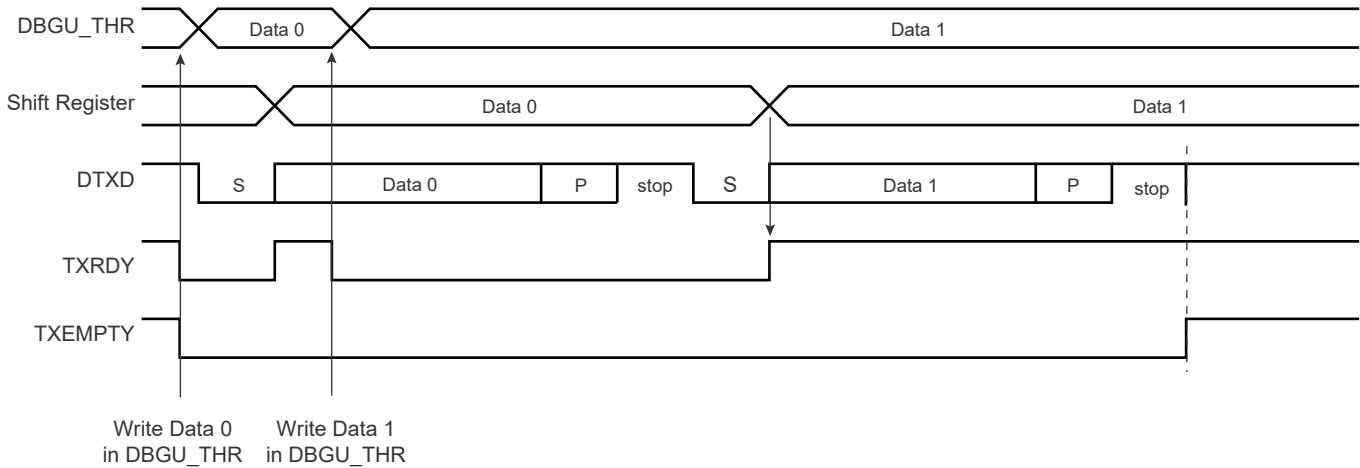 DBGU_THR Data 0 Data 1
Shift Register Data 0 Data 1
DTXD S Data 0 P stop S Data 1 P stop
TXRDY
TXEMPTY
Write Data 0 Write Data 1
in DBGU_THR in DBGU_THR